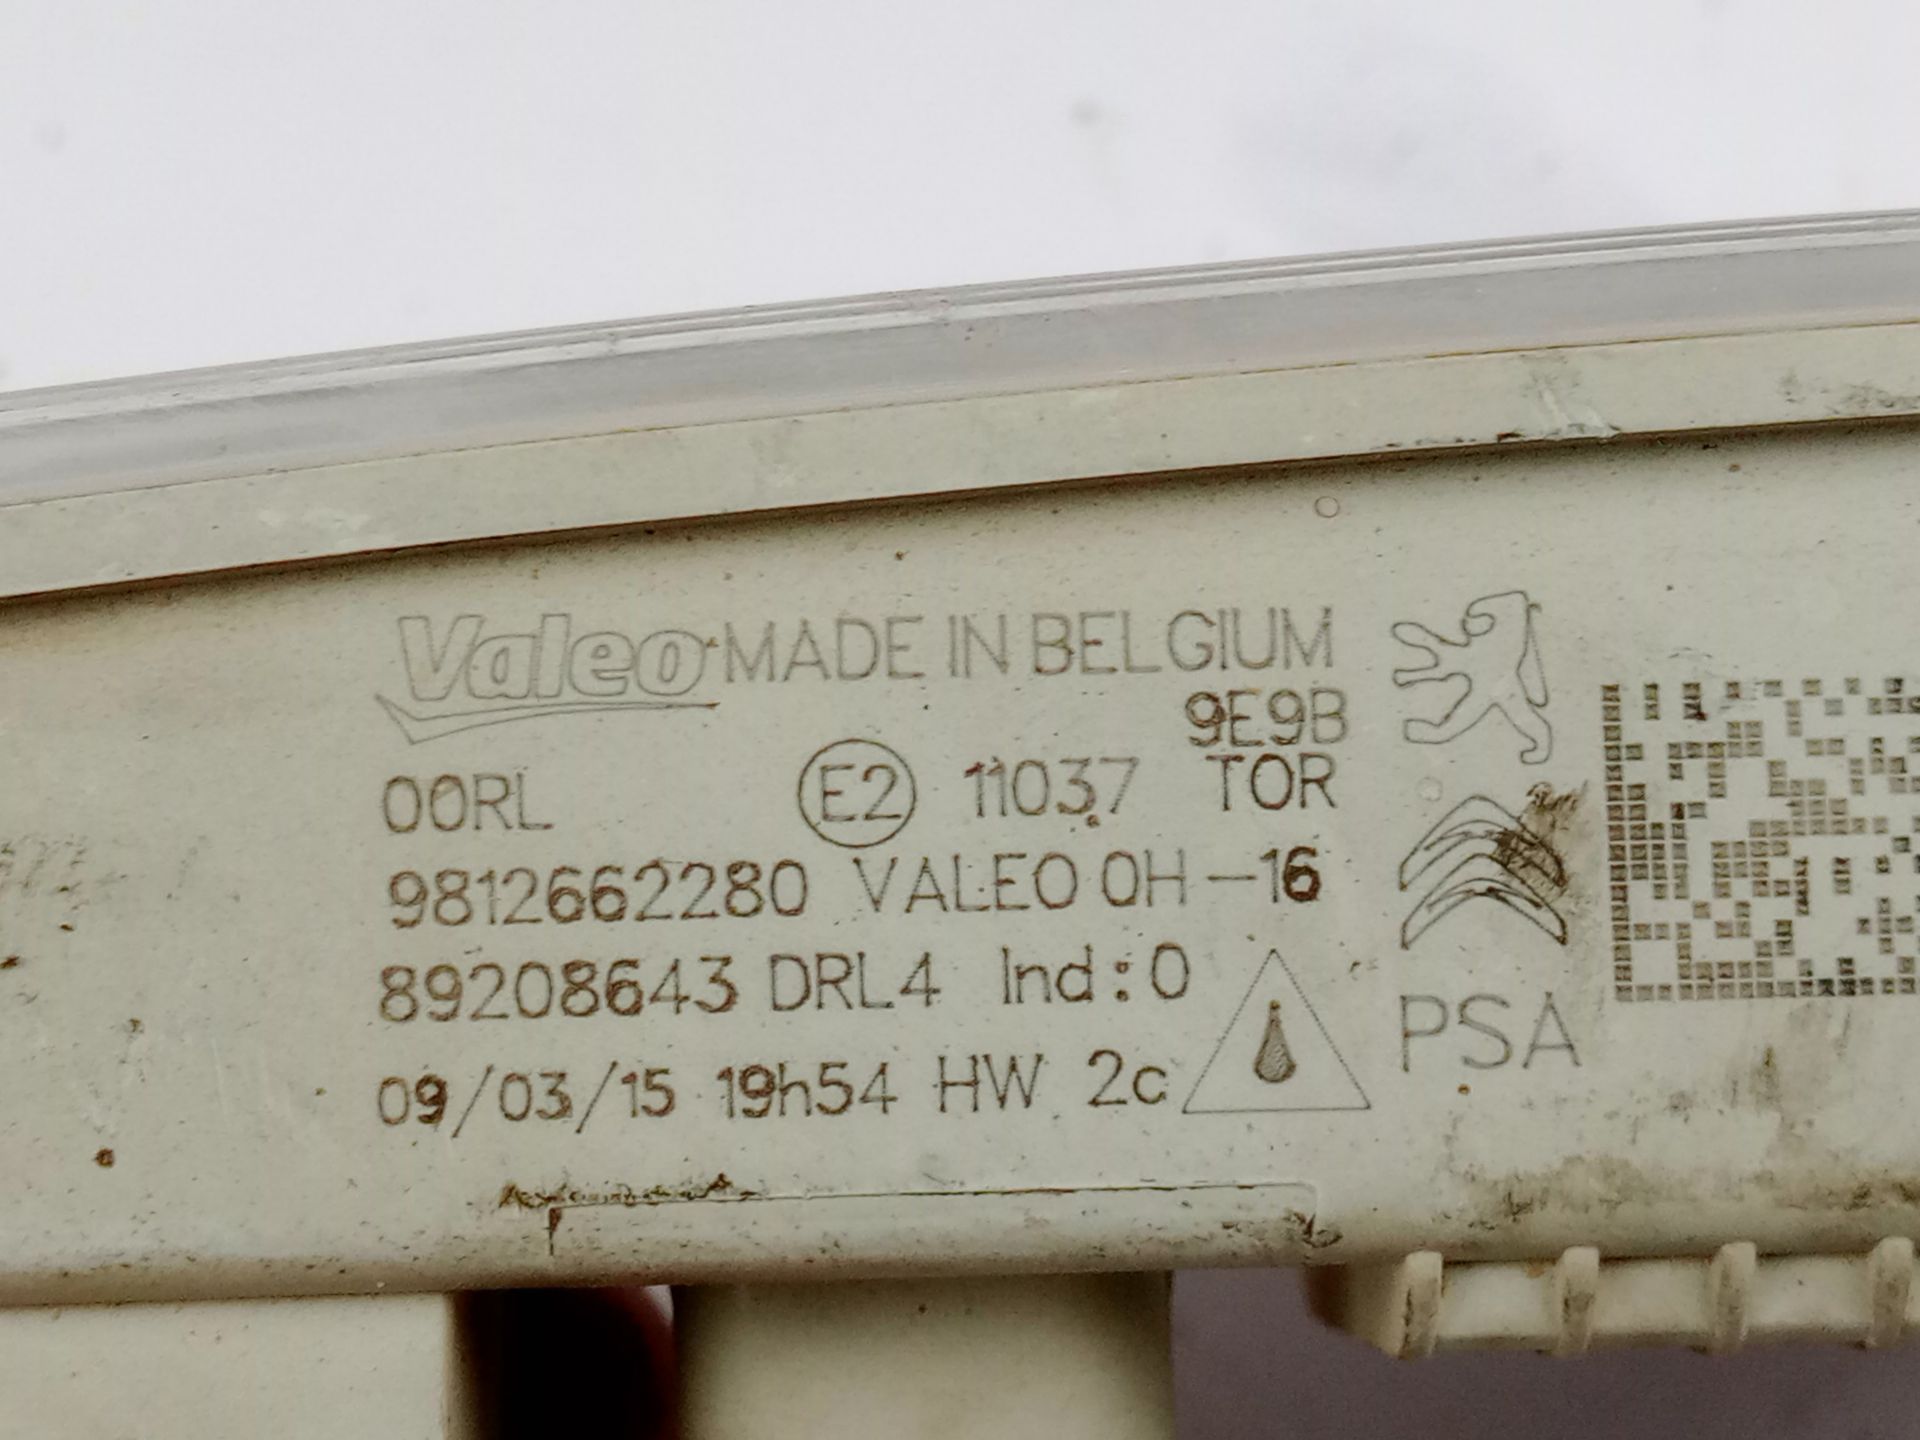 Valeo MADE IN BELGIUM
9E9B
00RL E2 11037 TOR
9812662280 VALEO 0H-16
89208643 DRL4 Ind:0
09/03/15 19h54 HW 2c
PSA